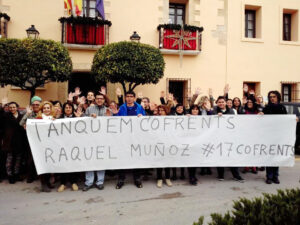 TANQUEM COFRENTS
RAQUEL MUÑOZ #17COFRENTS